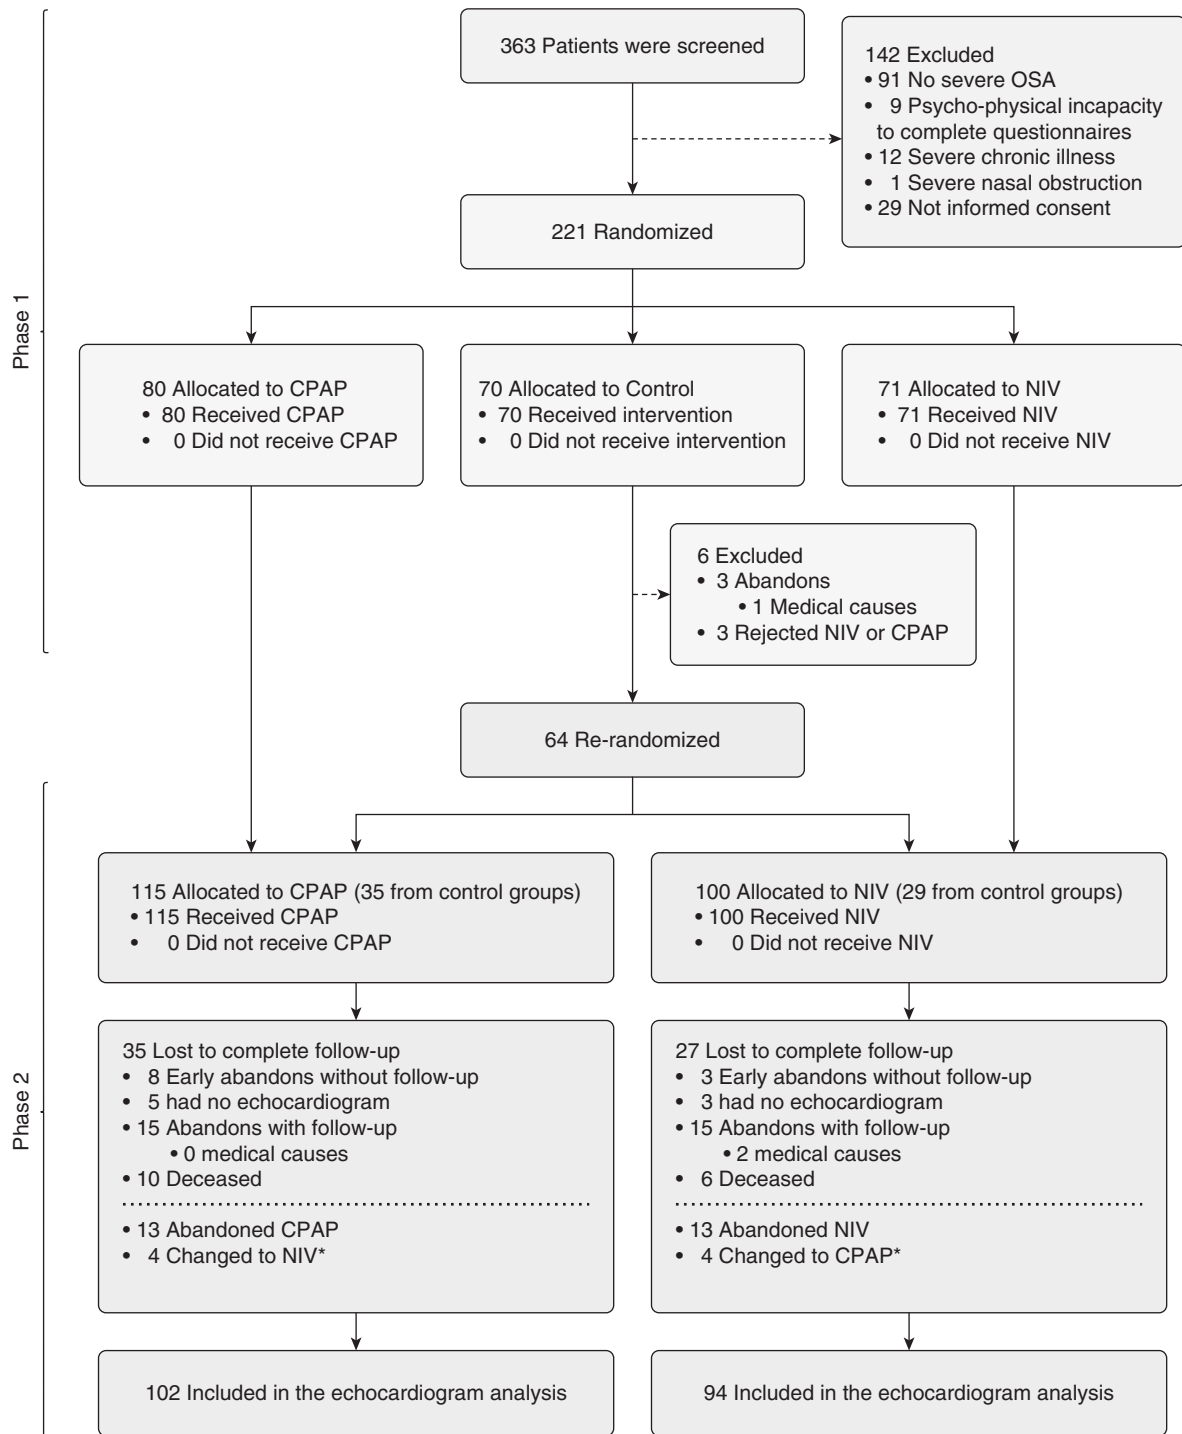 363 Patients were screened
142 Excluded
• 91 No severe OSA
• 9 Psycho-physical incapacity
to complete questionnaires
• 12 Severe chronic illness
• 1 Severe nasal obstruction
• 29 Not informed consent
221 Randomized
Phase 1
80 Allocated to CPAP
• 80 Received CPAP
• 0 Did not receive CPAP
70 Allocated to Control
• 70 Received intervention
• 0 Did not receive intervention
71 Allocated to NIV
• 71 Received NIV
• 0 Did not receive NIV
6 Excluded
• 3 Abandons
• 1 Medical causes
• 3 Rejected NIV or CPAP
64 Re-randomized
Phase 2
115 Allocated to CPAP (35 from control groups)
• 115 Received CPAP
• 0 Did not receive CPAP
100 Allocated to NIV (29 from control groups)
• 100 Received NIV
• 0 Did not receive NIV
35 Lost to complete follow-up
• 8 Early abandons without follow-up
• 5 had no echocardiogram
• 15 Abandons with follow-up
• 0 medical causes
• 10 Deceased
• 13 Abandoned CPAP
• 4 Changed to NIV*
27 Lost to complete follow-up
• 3 Early abandons without follow-up
• 3 had no echocardiogram
• 15 Abandons with follow-up
• 2 medical causes
• 6 Deceased
• 13 Abandoned NIV
• 4 Changed to CPAP*
102 Included in the echocardiogram analysis
94 Included in the echocardiogram analysis